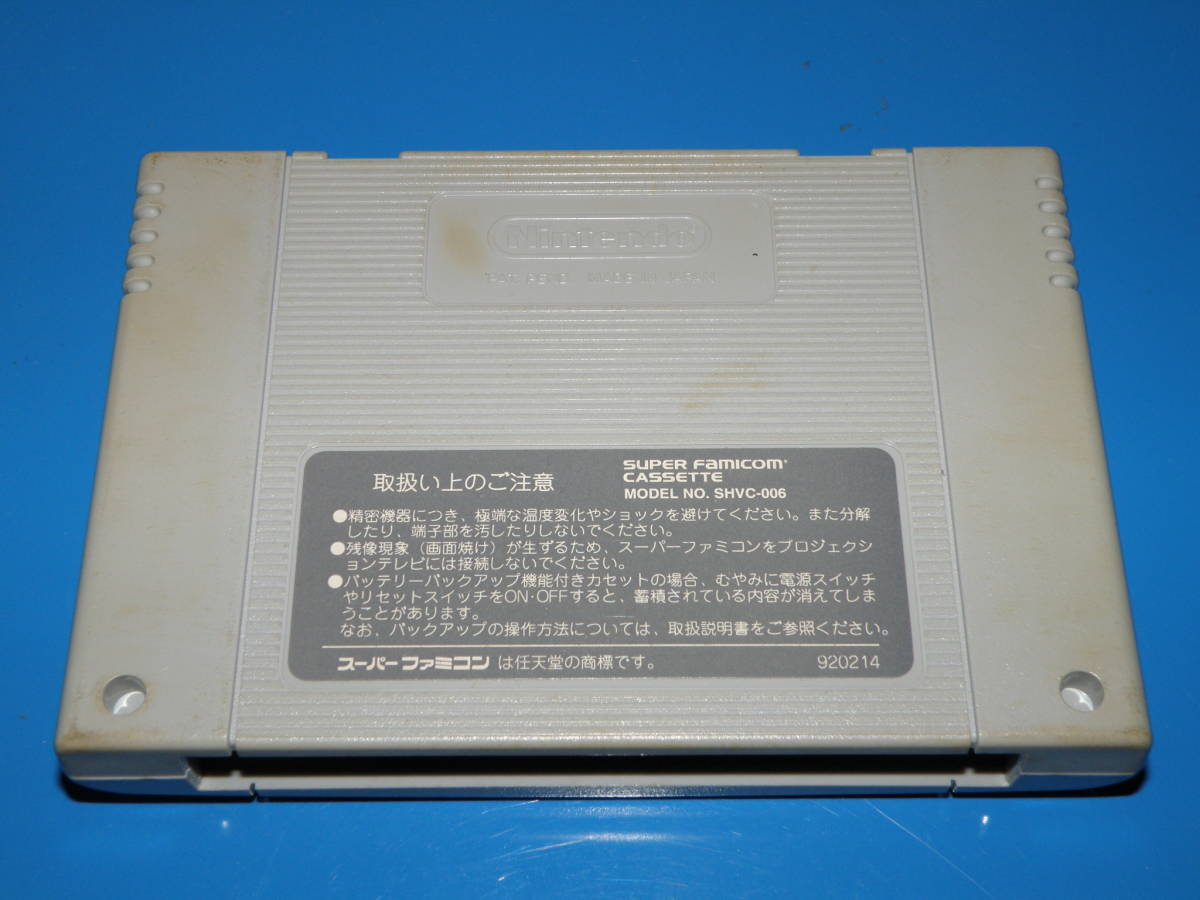 Nintendo
PAT. PEND. MADE IN JAPAN
取扱い上のご注意
SUPER FAMICOM
CASSETTE
MODEL NO. SHVC-006
●精密機器につき、極端な温度変化やショックを避けてください。また分解
したり、端子部を汚したりしないでください。
●残像現象（画面焼け）が生ずるため、スーパーファミコンをプロジェクシ
ョンテレビには接続しないでください。
●バッテリーバックアップ機能付きカセットの場合、むやみに電源スイッチ
やリセットスイッチをON・OFFすると、蓄積されている内容が消えてしま
うことがあります。
なお、バックアップの操作方法については、取扱説明書をご参照ください。
スーパーファミコン は任天堂の商標です。
920214